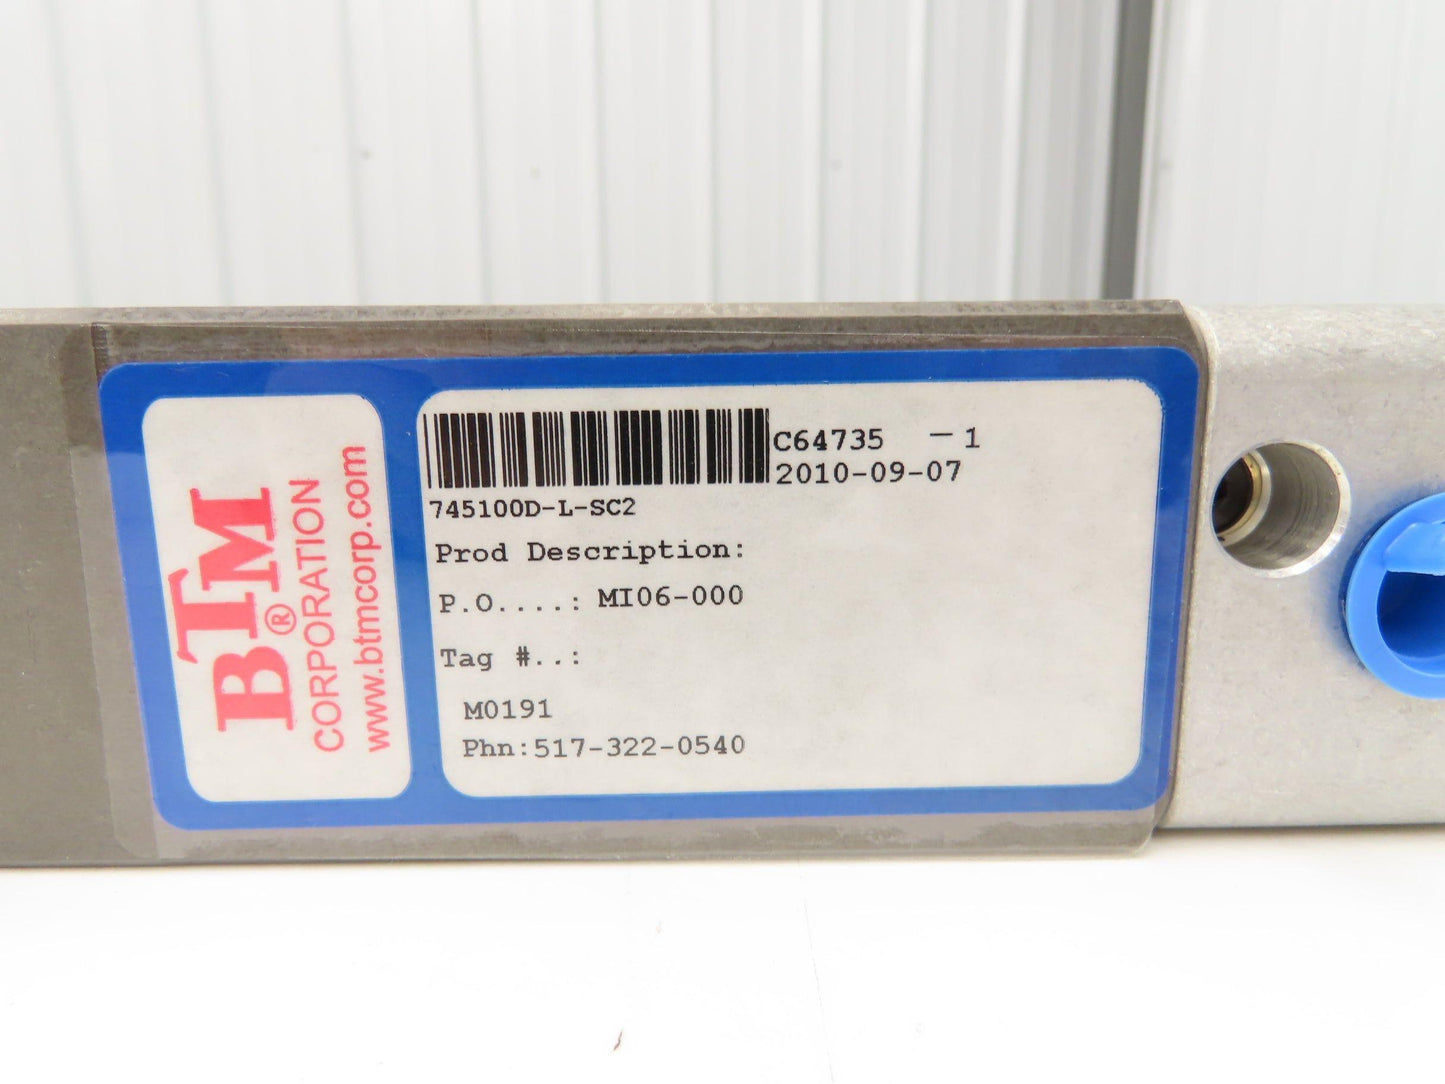 BTM®
CORPORATION
www.btmcorp.com
C64735 -1
2010-09-07
745100D-L-SC2
Prod Description:
P.O....: MI06-000
Tag #..:
M0191
Phn:517-322-0540